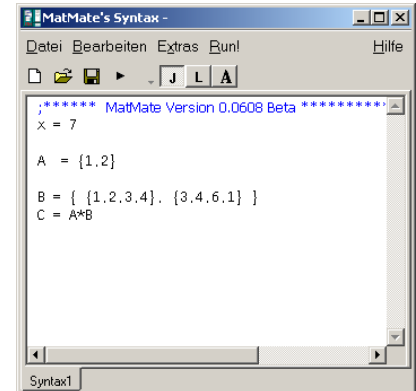 MatMate's Syntax -
Datei Bearbeiten Extras Run! Hilfe
J L A
;****** MatMate Version 0.0608 Beta **********
x = 7
A = {1,2}
B = { {1,2,3,4}, {3,4,6,1} }
C = A*B
Syntax1